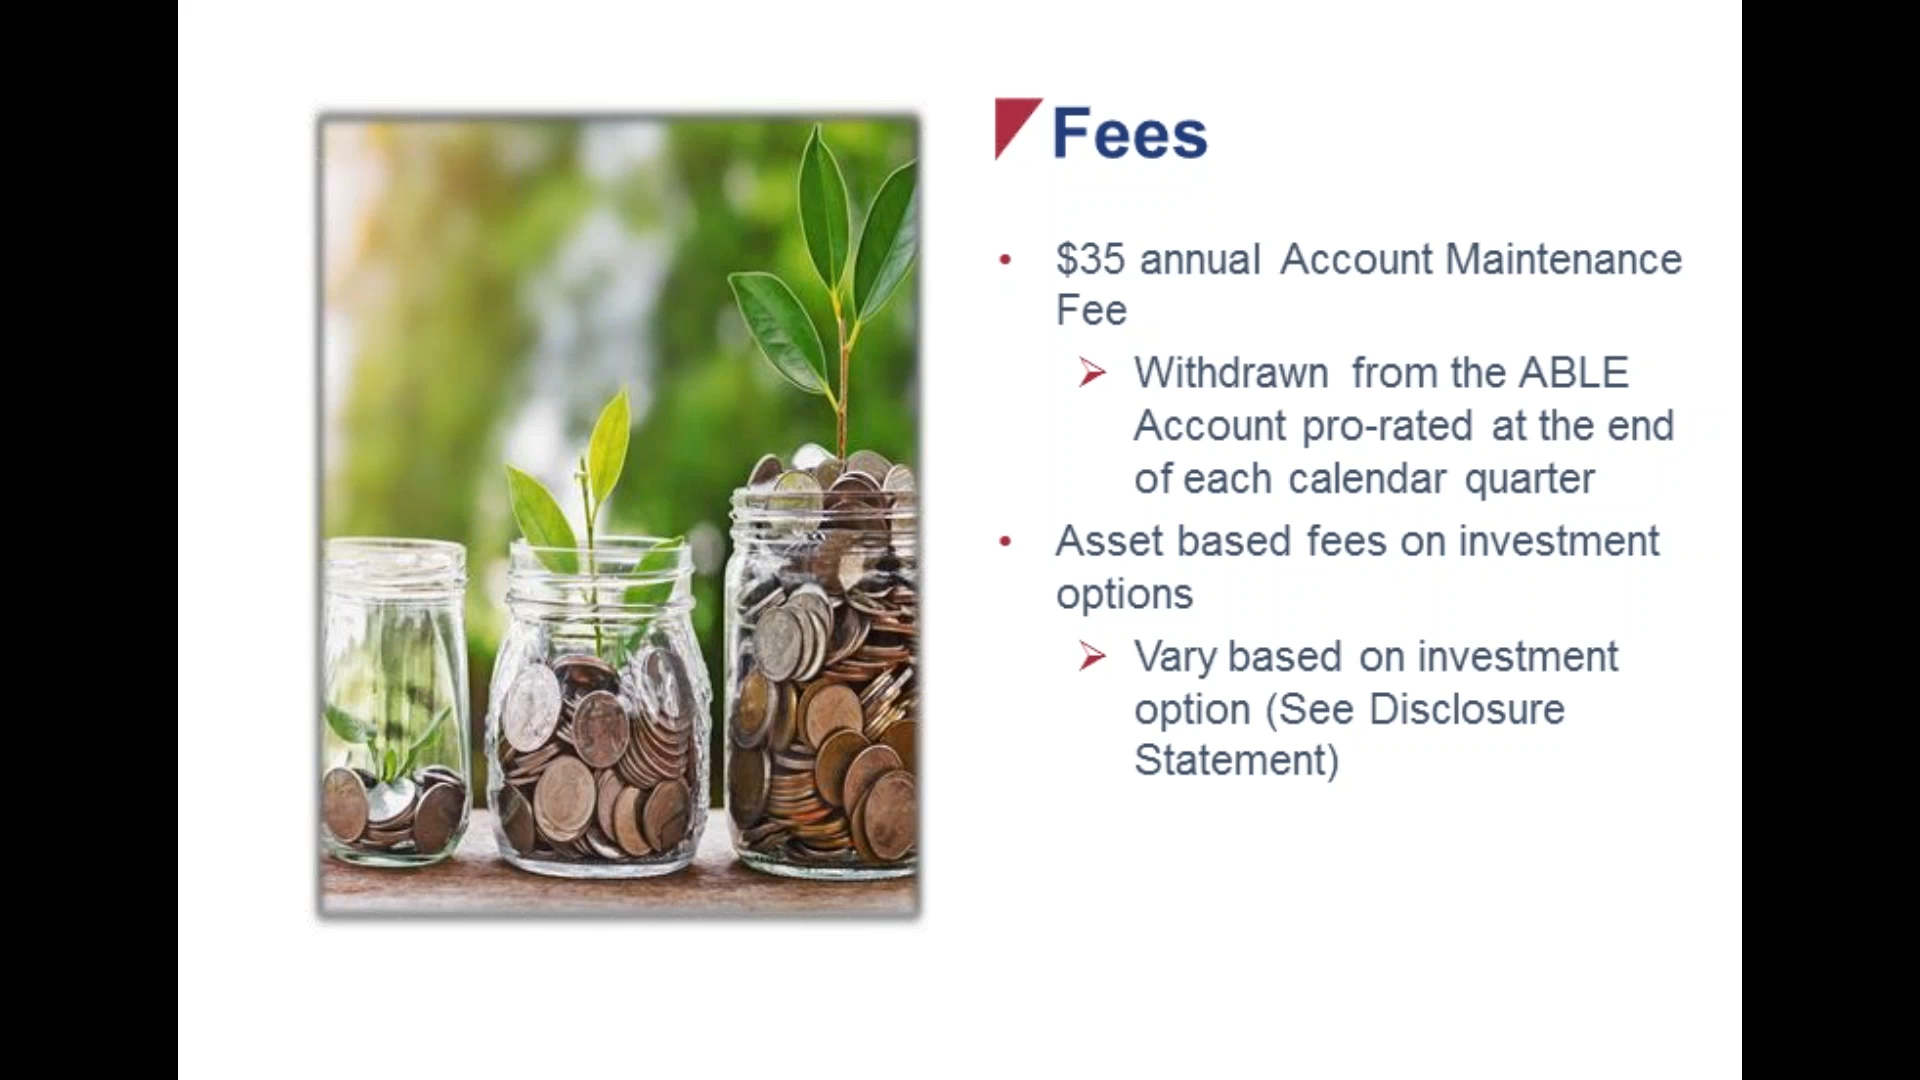 Fees
• $35 annual Account Maintenance
Fee
➢ Withdrawn from the ABLE
Account pro-rated at the end
of each calendar quarter
• Asset based fees on investment
options
➢ Vary based on investment
option (See Disclosure
Statement)